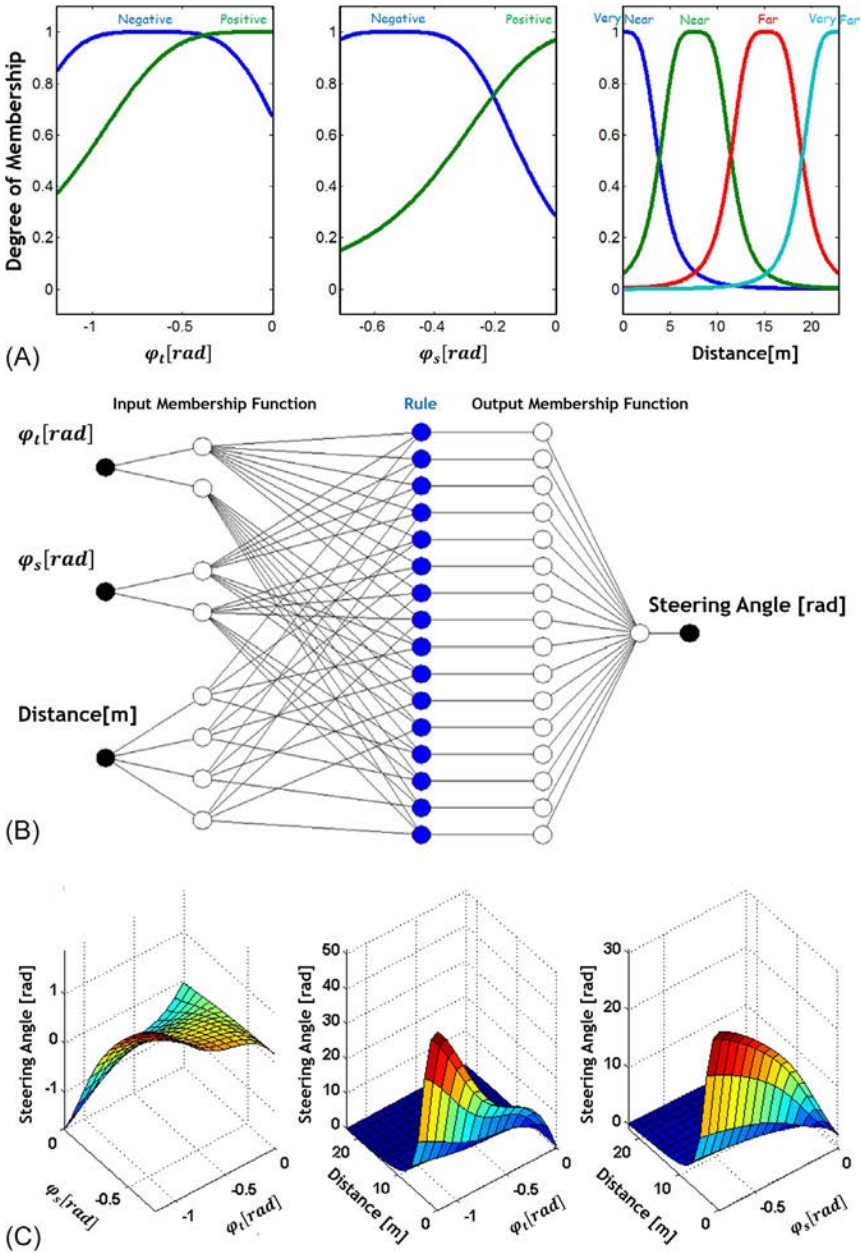 Negative Positive
Negative Positive
Very Near Near Far Very Far
Degree of Membership
1
0.8
0.6
0.4
0.2
0
-1 -0.5 0
φt[rad]
1
0.8
0.6
0.4
0.2
0
-0.6 -0.4 -0.2 0
φs[rad]
1
0.8
0.6
0.4
0.2
0
0 5 10 15 20
Distance[m]
(A)
Input Membership Function Rule Output Membership Function
φt[rad]
φs[rad]
Distance[m]
Steering Angle [rad]
(B)
Steering Angle [rad]
1
0
-1
0
-0.5
φs[rad]
-1
-0.5
0
φt[rad]
Steering Angle [rad]
50
40
30
20
10
0
20
10
0
Distance [m]
-1
-0.5
0
φt[rad]
Steering Angle [rad]
30
20
10
0
20
10
0
Distance [m]
-0.5
0
φs[rad]
(C)